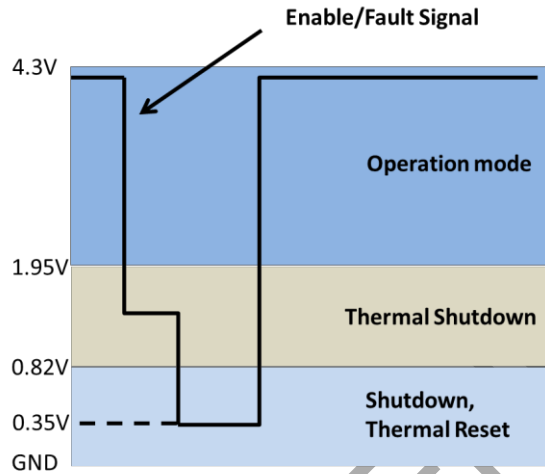 Enable/Fault Signal
4.3V
Operation mode
1.95V
Thermal Shutdown
0.82V
Shutdown,
Thermal Reset
0.35V
GND